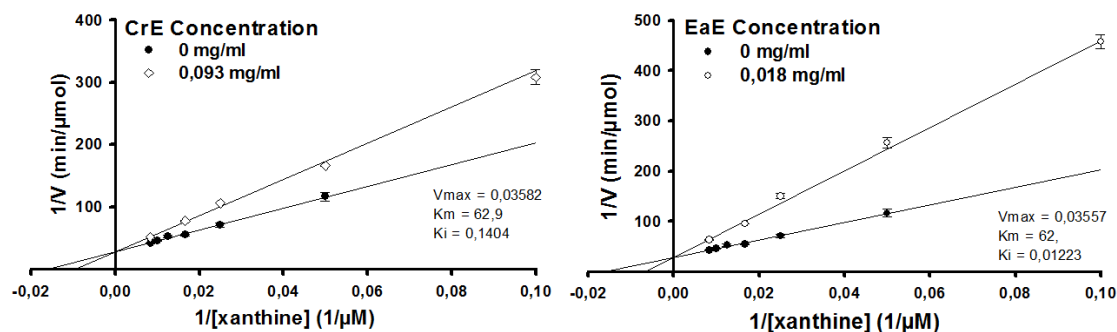 CrE Concentration
0 mg/ml
0,093 mg/ml
1/V (min/µmol)
400
300
200
100
Vmax = 0,03582
Km = 62,9
Ki = 0,1404
-0,02 0,00 0,02 0,04 0,06 0,08 0,10
1/[xanthine] (1/µM)
EaE Concentration
0 mg/ml
0,018 mg/ml
1/V (min/µmol)
500
400
300
200
100
Vmax = 0,03557
Km = 62,
Ki = 0,01223
-0,02 0,00 0,02 0,04 0,06 0,08 0,10
1/[xanthine] (1/µM)